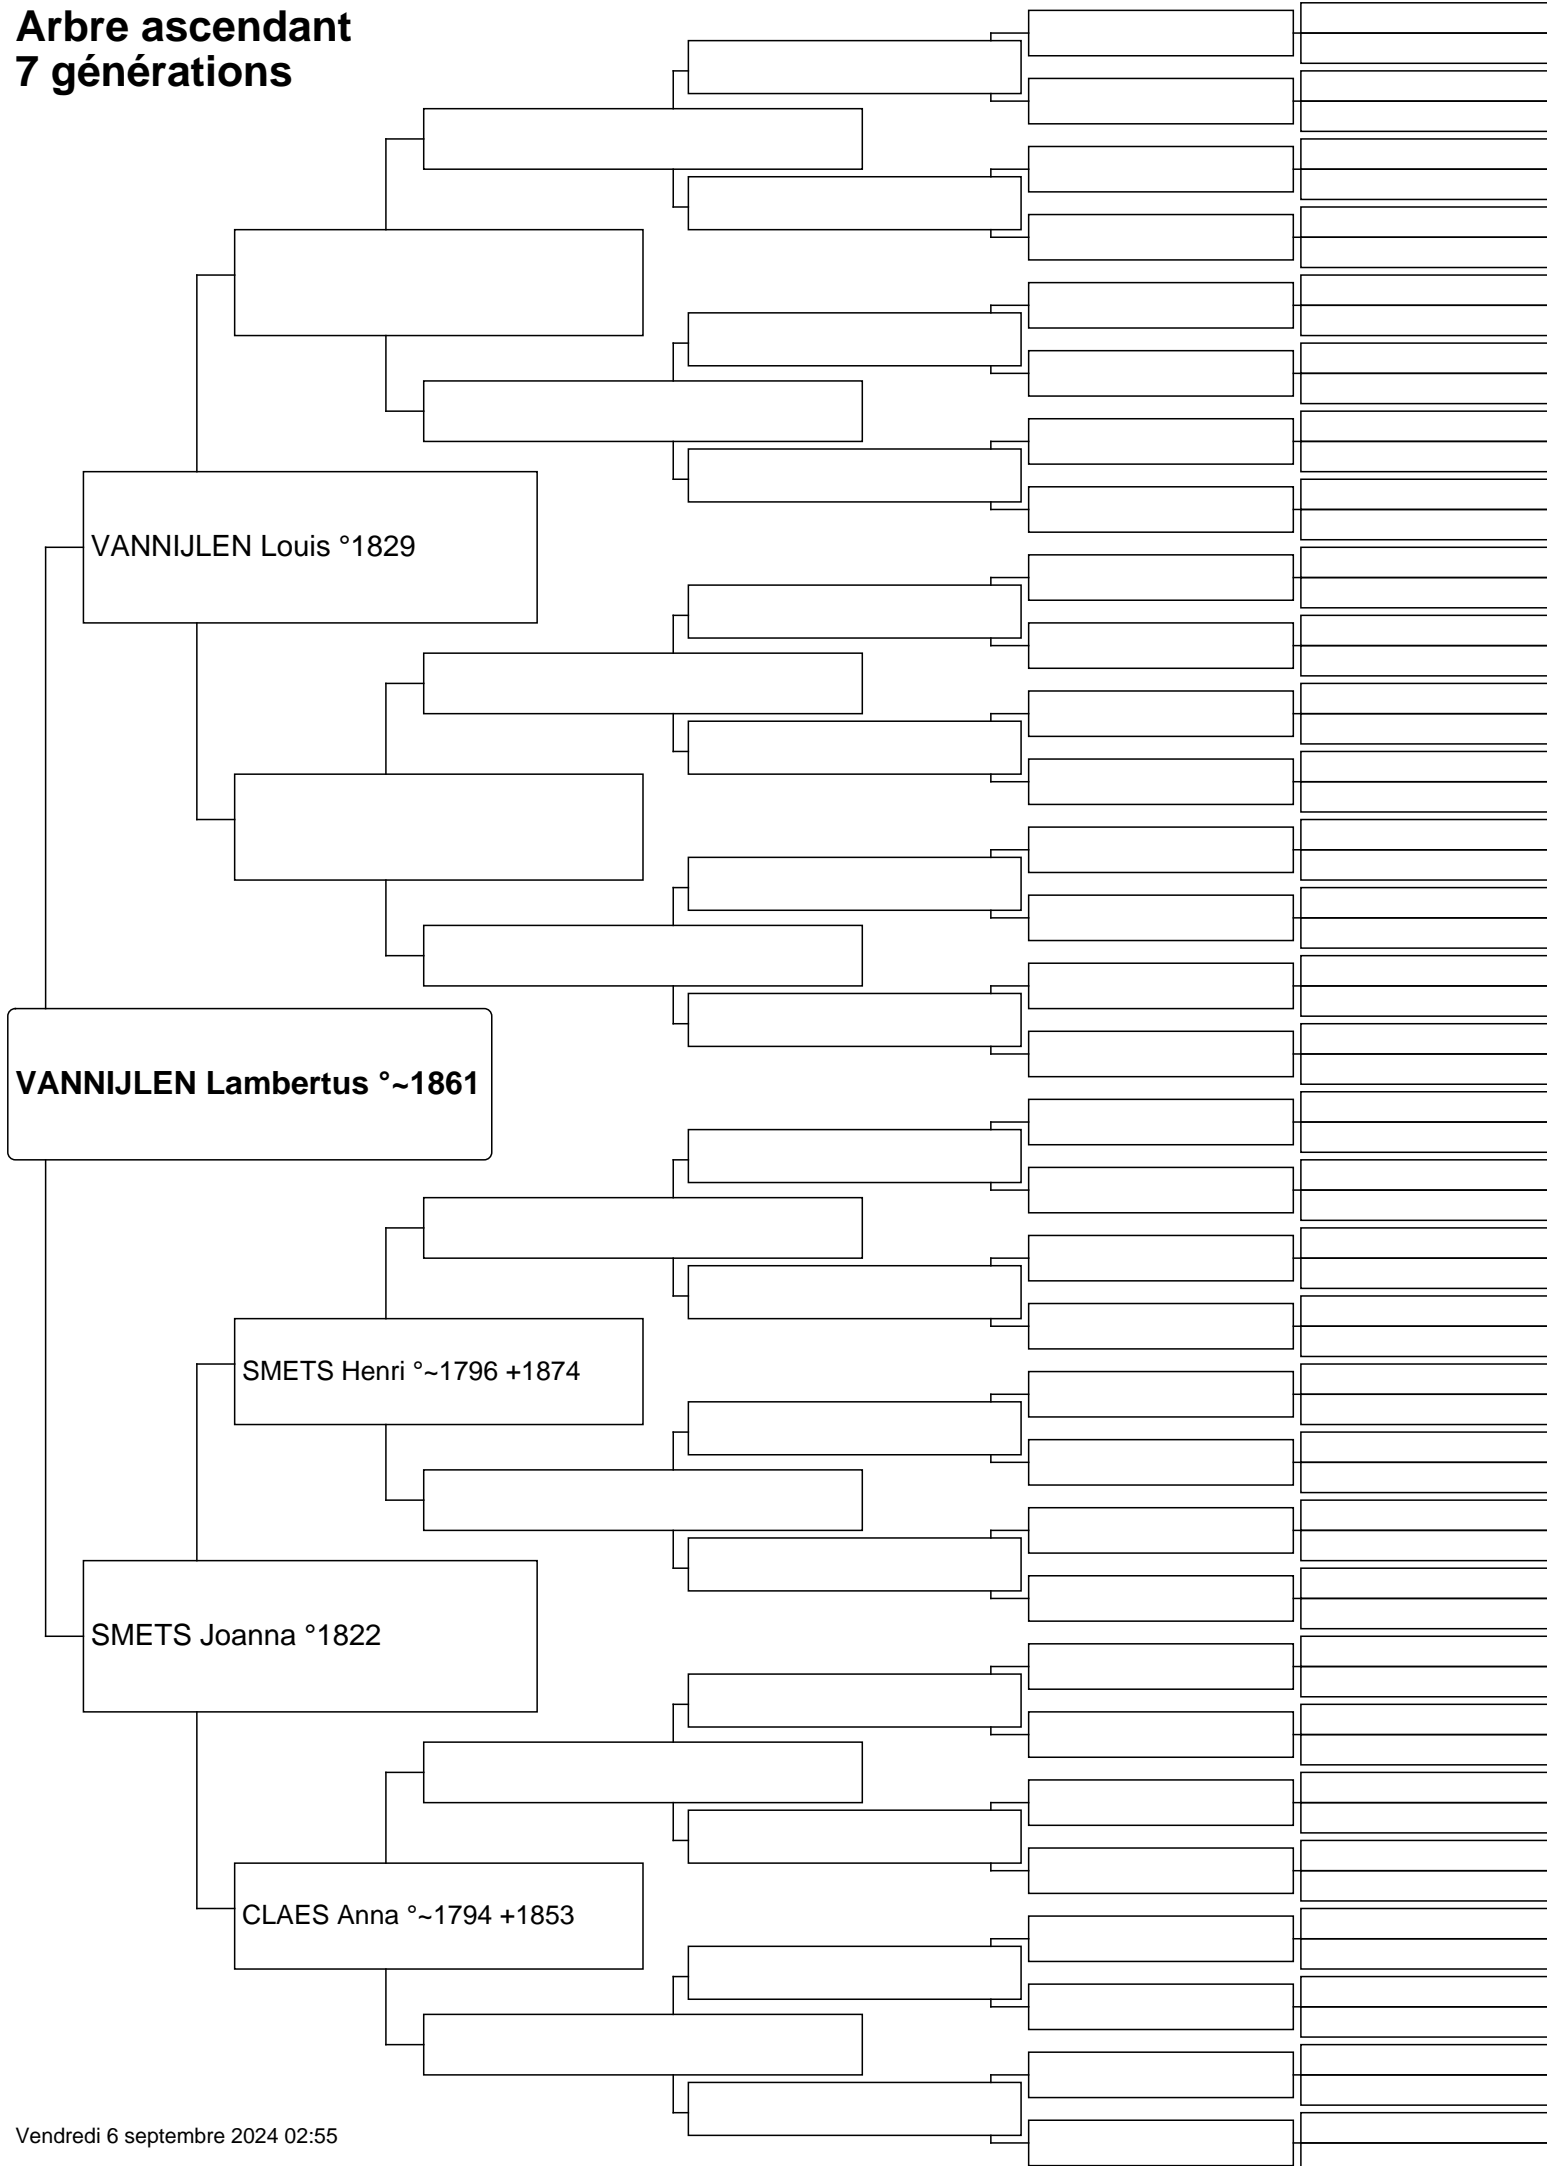 Arbre ascendant
7 générations
VANNIJLEN Louis °1829
VANNIJLEN Lambertus °~1861
SMETS Henri °~1796 +1874
SMETS Joanna °1822
CLAES Anna °~1794 +1853
Vendredi 6 septembre 2024 02:55